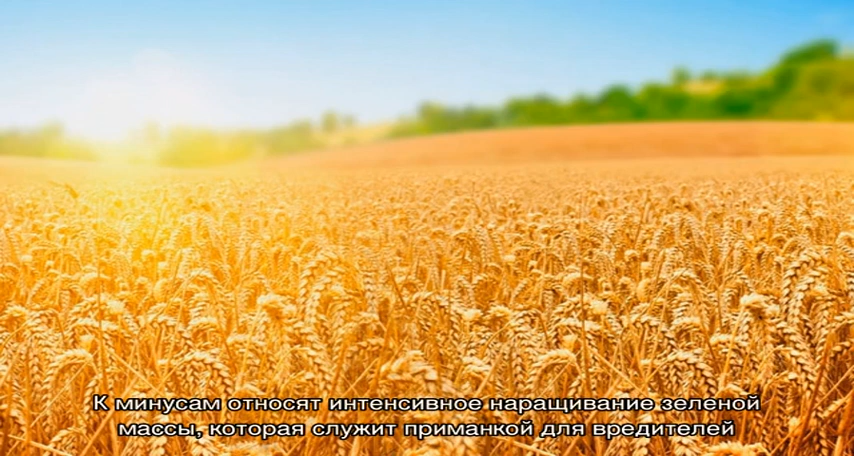 К минусам относят интенсивное наращивание зеленой
массы, которая служит приманкой для вредителей